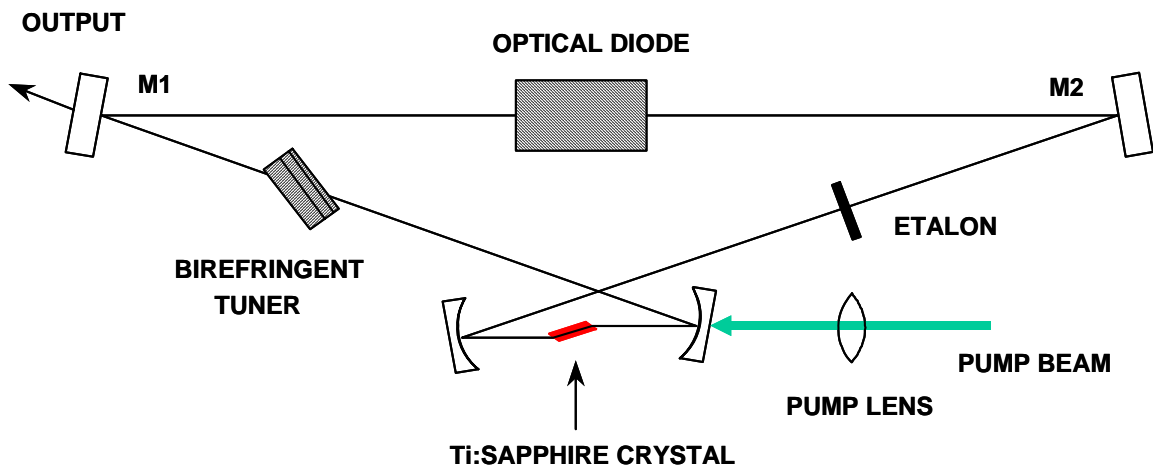 OUTPUT
OPTICAL DIODE
M1
M2
ETALON
BIREFRINGENT
TUNER
PUMP BEAM
PUMP LENS
Ti:SAPPHIRE CRYSTAL